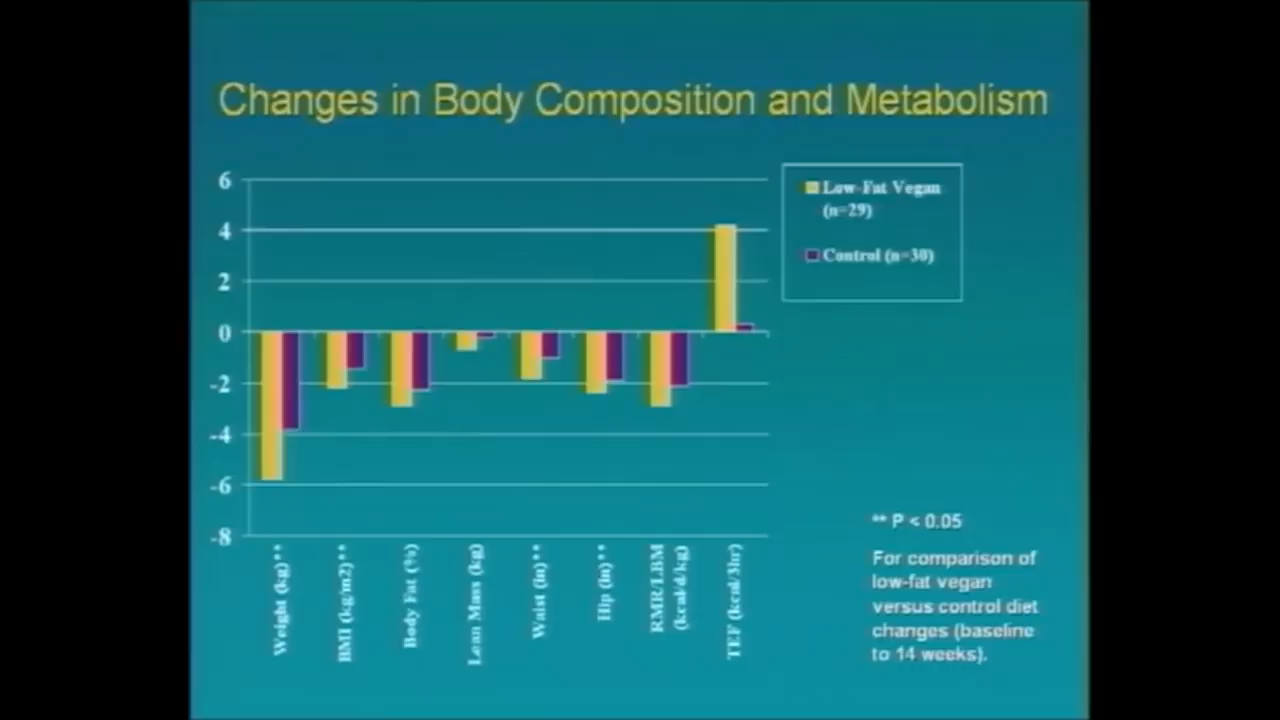 Changes in Body Composition and Metabolism
6
4
2
0
-2
-4
-6
-8
Low-Fat Vegan
(n=29)
Control (n=30)
Weight (kg)**
BMI (kg/m2)**
Body Fat (%)
Lean Mass (kg)
Waist (in)**
Hip (in)**
RMR/LBM
(kcal/d/kg)
TEF (kcal/3hr)
** P < 0.05
For comparison of
low-fat vegan
versus control diet
changes (baseline
to 14 weeks).